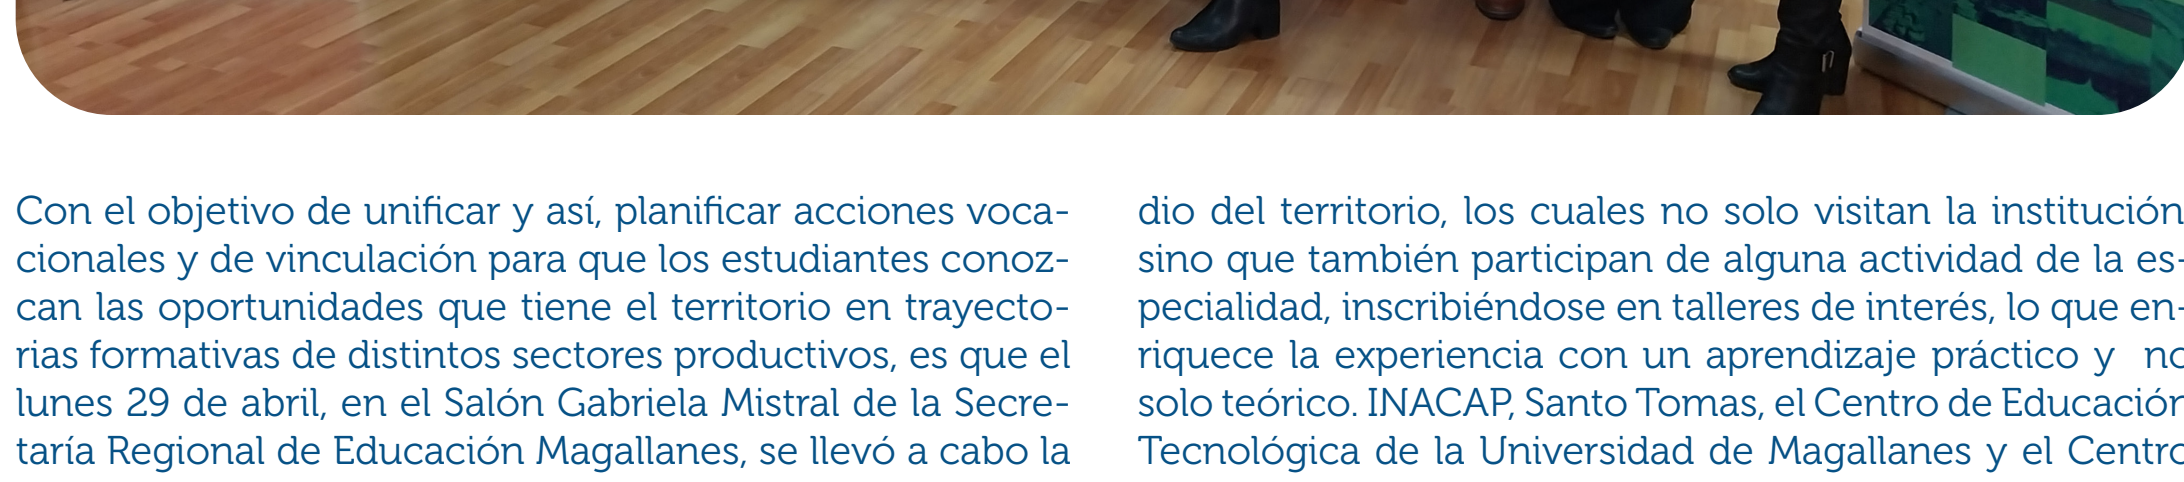 Con el objetivo de unificar y así, planificar acciones voca-
cionales y de vinculación para que los estudiantes conoz-
can las oportunidades que tiene el territorio en trayecto-
rias formativas de distintos sectores productivos, es que el
lunes 29 de abril, en el Salón Gabriela Mistral de la Secre-
taría Regional de Educación Magallanes, se llevó a cabo la
dio del territorio, los cuales no solo visitan la institución
sino que también participan de alguna actividad de la es-
pecialidad, inscribiéndose en talleres de interés, lo que en-
riquece la experiencia con un aprendizaje práctico y no
solo teórico. INACAP, Santo Tomas, el Centro de Educación
Tecnológica de la Universidad de Magallanes y el Centro